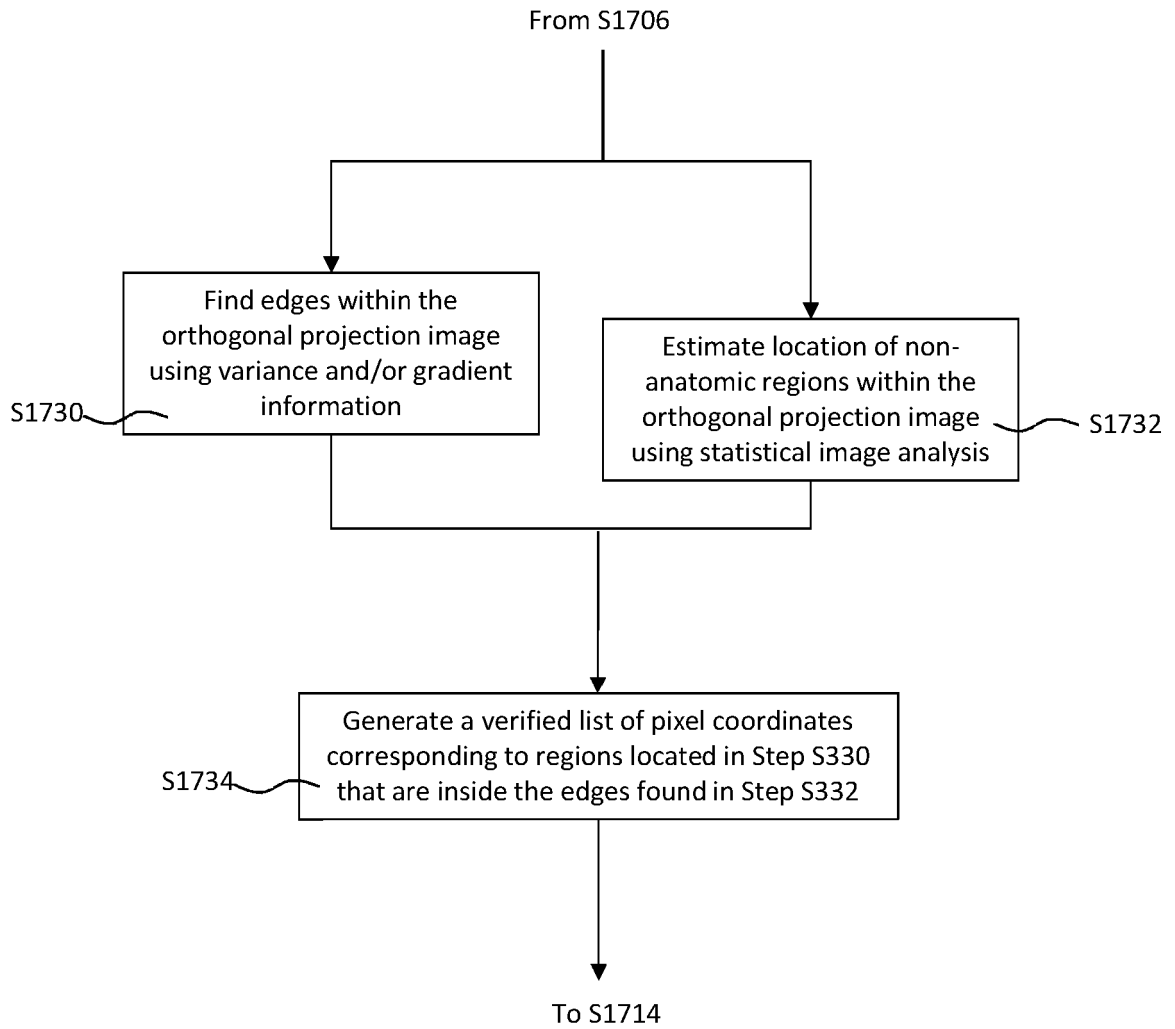 From S1706
Find edges within the
orthogonal projection image
using variance and/or gradient
information
S1730
Estimate location of non-
anatomic regions within the
orthogonal projection image
using statistical image analysis
S1732
Generate a verified list of pixel coordinates
corresponding to regions located in Step S330
that are inside the edges found in Step S332
S1734
To S1714